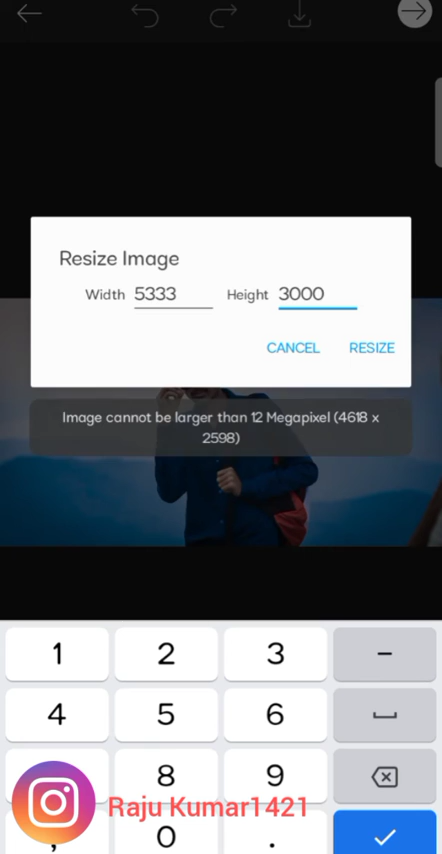 Resize Image
Width 5333 Height 3000
CANCEL RESIZE
Image cannot be larger than 12 Megapixel (4618 x
2598)
1 2 3 –
4 5 6
8 9
Raju Kumar1421
, 0 .